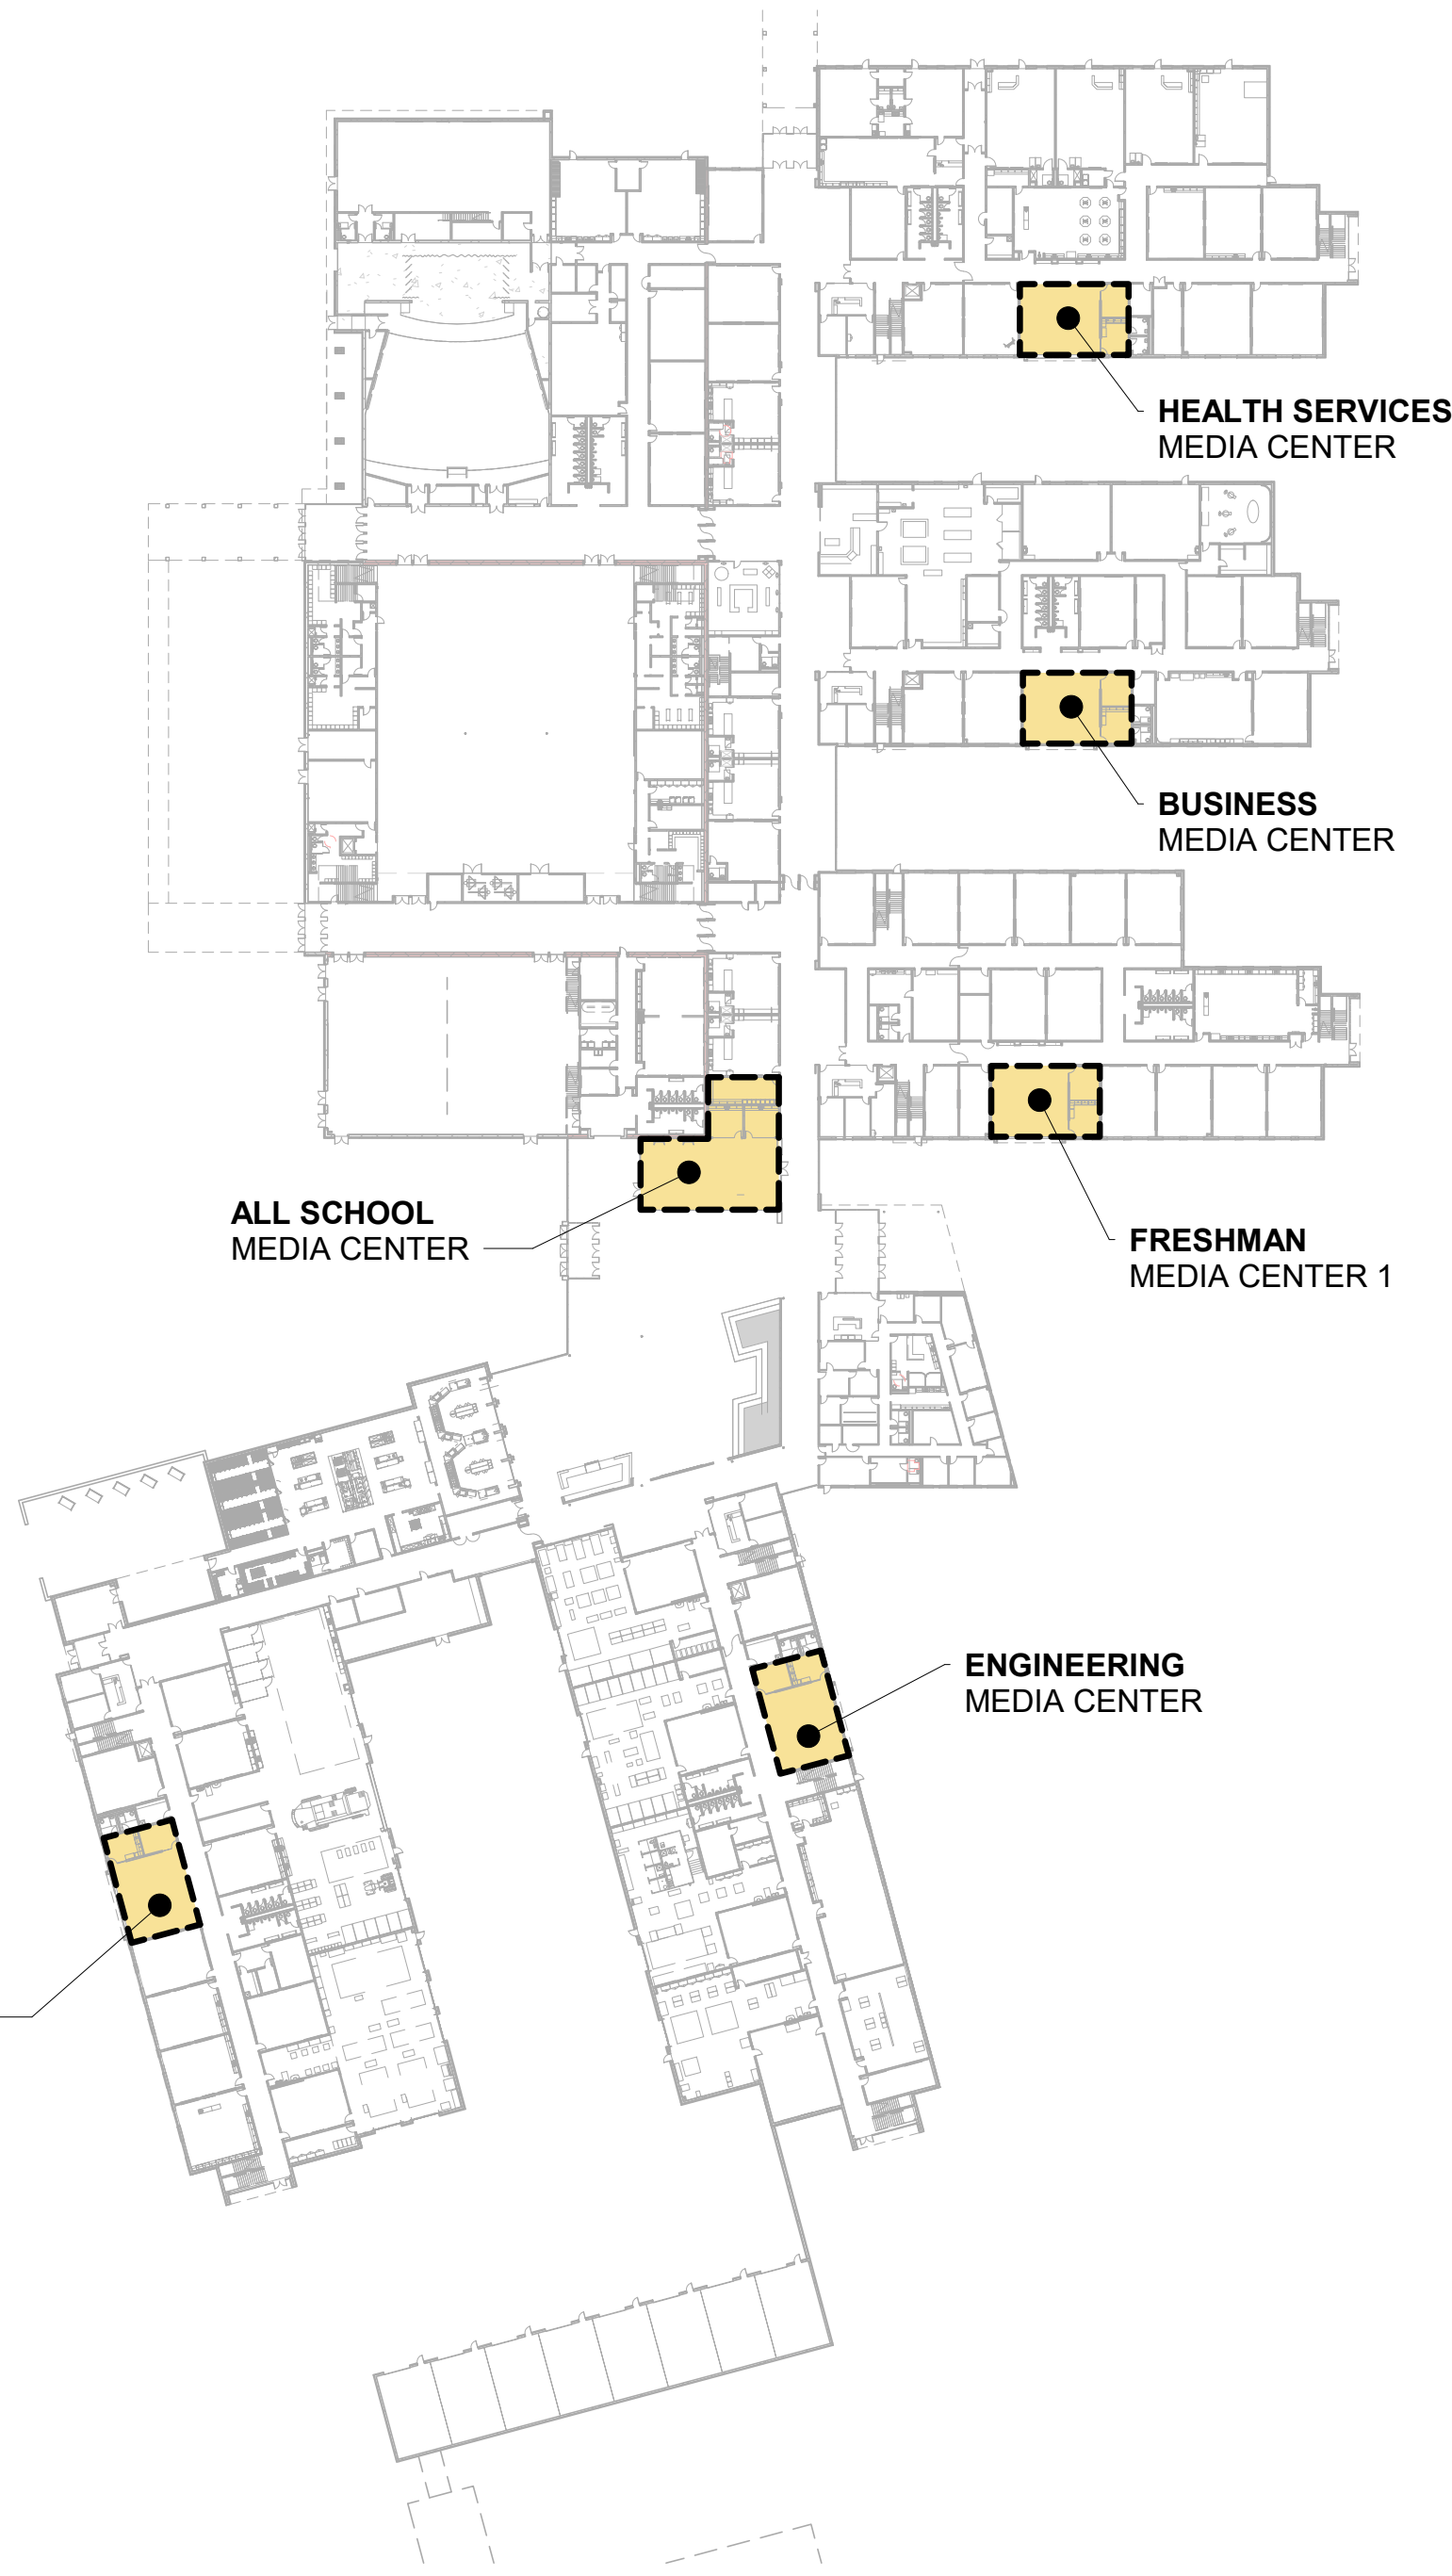 HEALTH SERVICES
MEDIA CENTER
BUSINESS
MEDIA CENTER
ALL SCHOOL
MEDIA CENTER
FRESHMAN
MEDIA CENTER 1
ENGINEERING
MEDIA CENTER